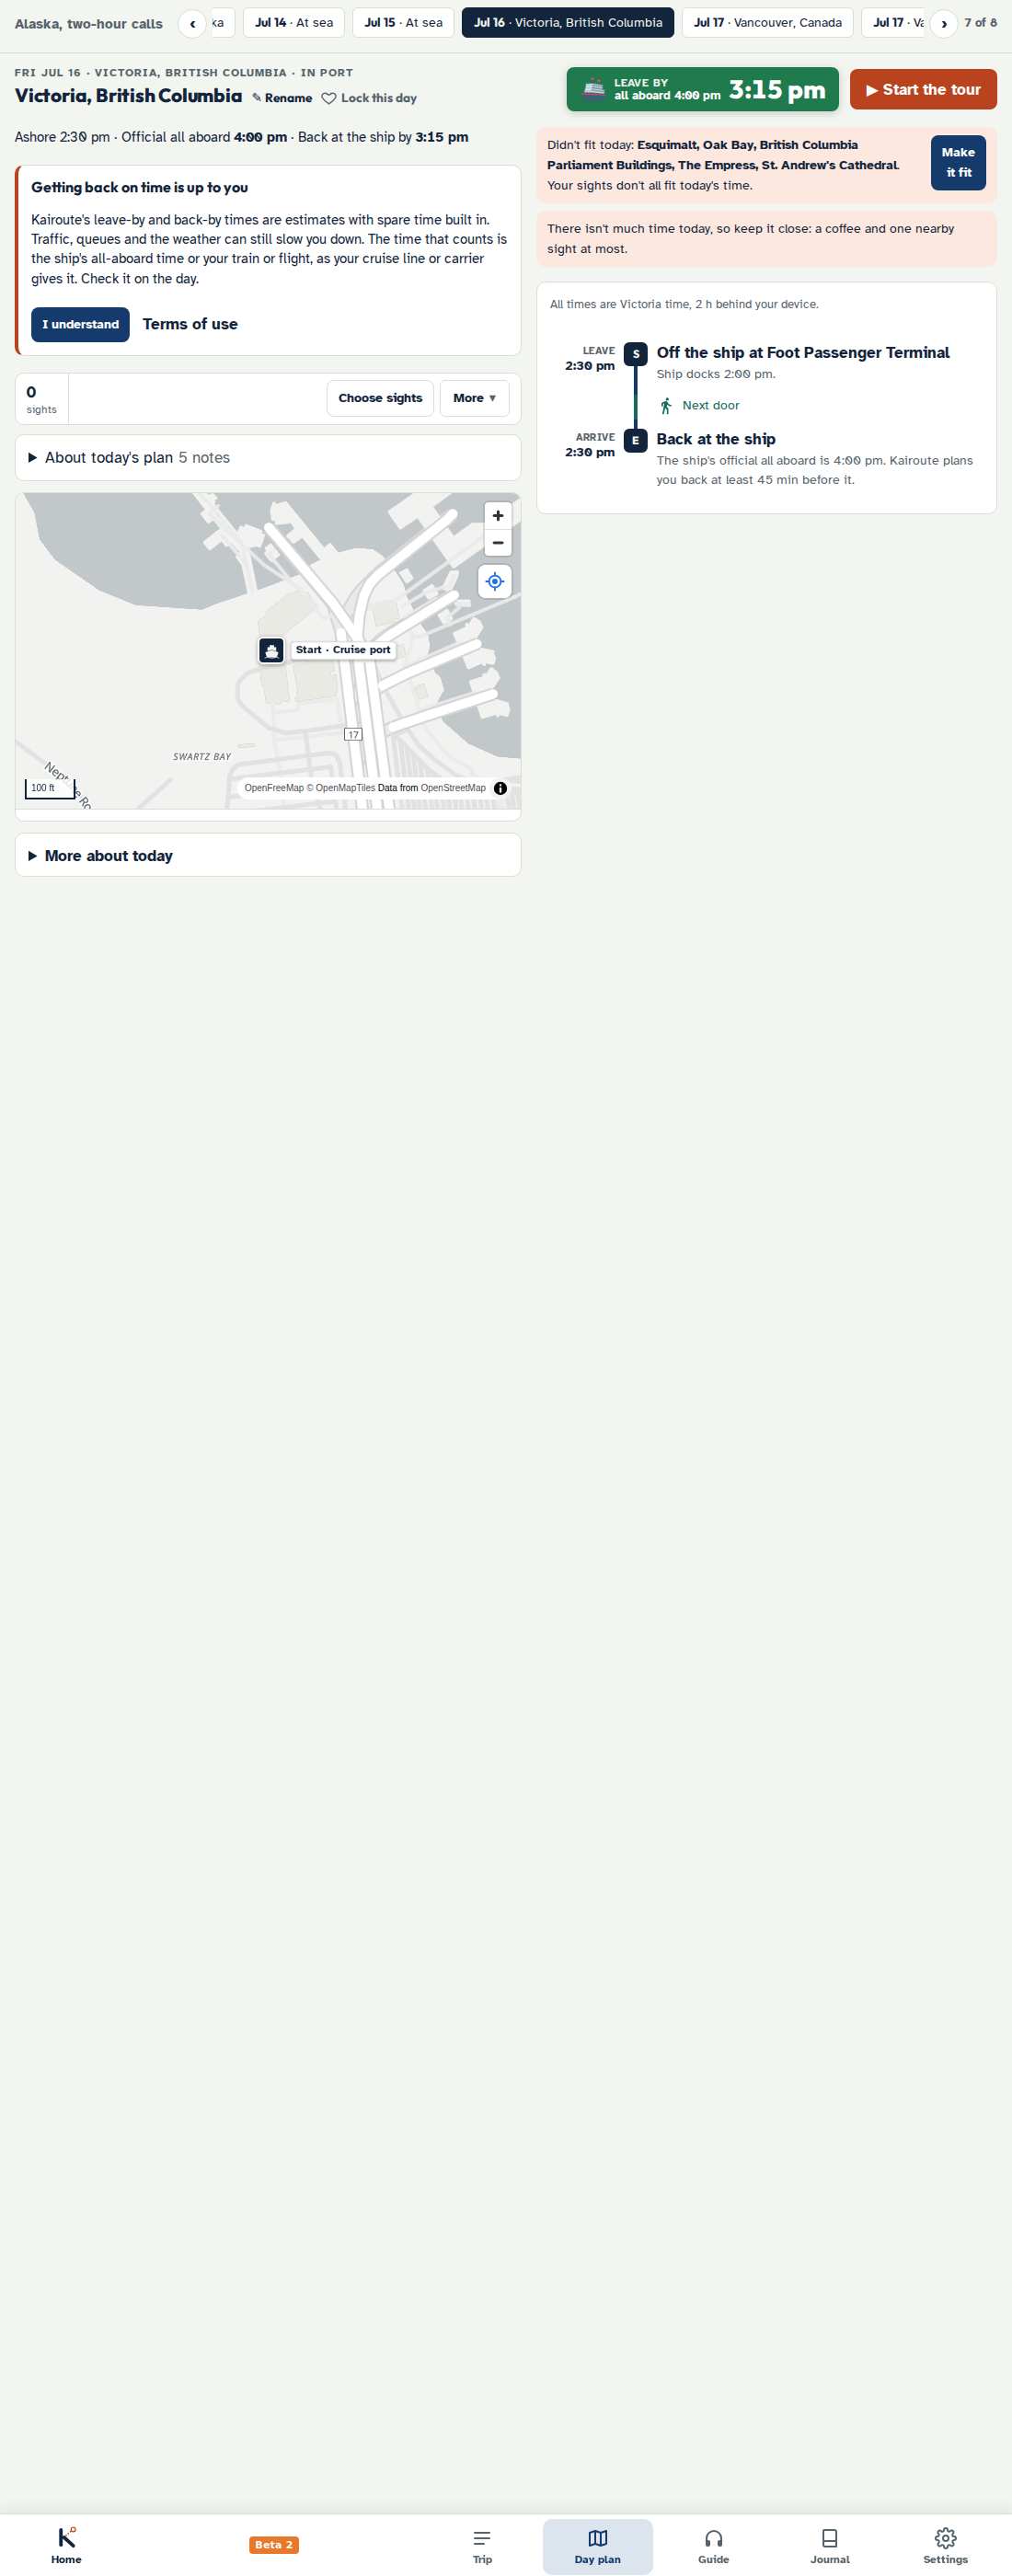 Alaska, two-hour calls
‹
ka
Jul 14 · At sea
Jul 15 · At sea
Jul 16 · Victoria, British Columbia
Jul 17 · Vancouver, Canada
Jul 17 · Va
›
7 of 8
FRI JUL 16 · VICTORIA, BRITISH COLUMBIA · IN PORT
Victoria, British Columbia
✎ Rename
Lock this day
LEAVE BY
all aboard 4:00 pm
3:15 pm
▶ Start the tour
Ashore 2:30 pm · Official all aboard 4:00 pm · Back at the ship by 3:15 pm
Getting back on time is up to you
Kairoute's leave-by and back-by times are estimates with spare time built in.
Traffic, queues and the weather can still slow you down. The time that counts is
the ship's all-aboard time or your train or flight, as your cruise line or carrier
gives it. Check it on the day.
I understand
Terms of use
0
sights
Choose sights
More ▼
▶ About today's plan 5 notes
+
−
Start · Cruise port
17
SWARTZ BAY
100 ft
OpenFreeMap © OpenMapTiles Data from OpenStreetMap
▶ More about today
Didn't fit today: Esquimalt, Oak Bay, British Columbia
Parliament Buildings, The Empress, St. Andrew's Cathedral.
Your sights don't all fit today's time.
Make
it fit
There isn't much time today, so keep it close: a coffee and one nearby
sight at most.
All times are Victoria time, 2 h behind your device.
LEAVE
2:30 pm
S
Off the ship at Foot Passenger Terminal
Ship docks 2:00 pm.
Next door
ARRIVE
2:30 pm
E
Back at the ship
The ship's official all aboard is 4:00 pm. Kairoute plans
you back at least 45 min before it.
Home
Beta 2
Trip
Day plan
Guide
Journal
Settings